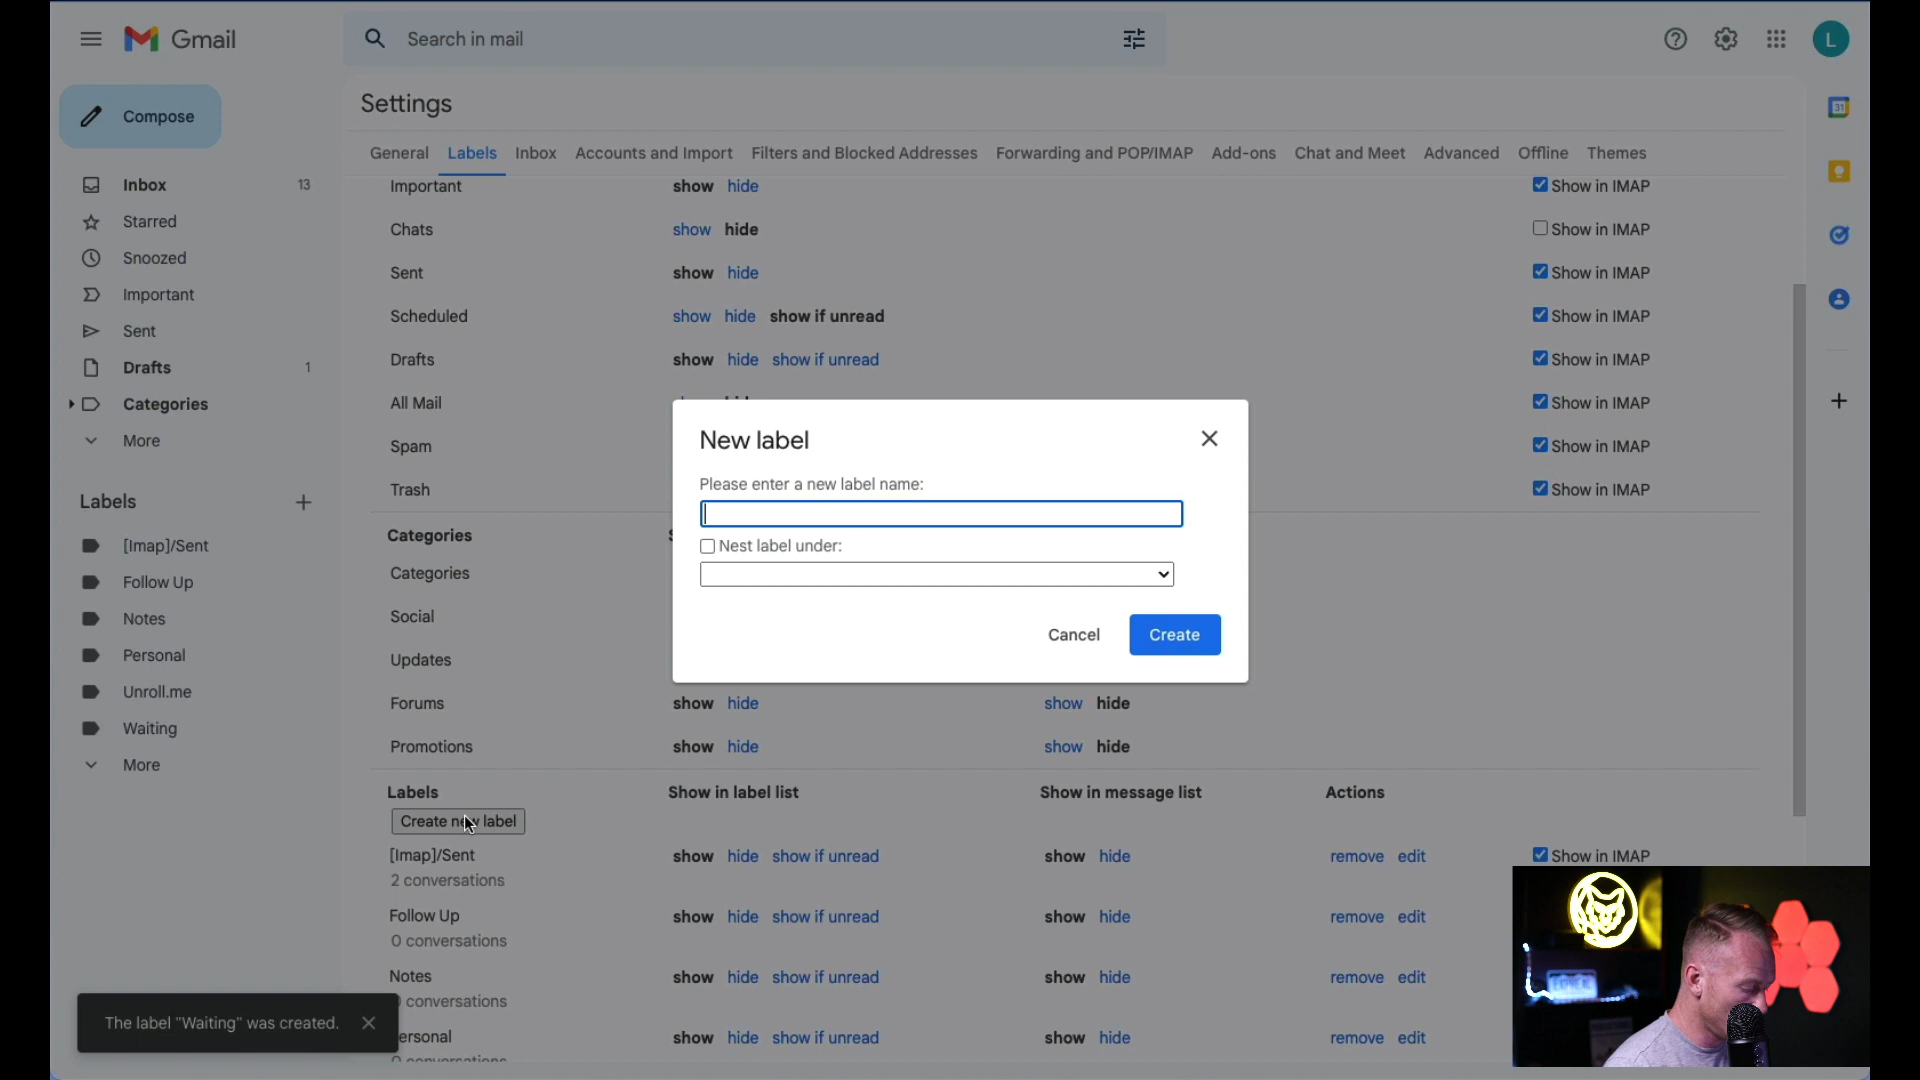 Gmail
Search in mail
L
Compose
Settings
General Labels Inbox Accounts and Import Filters and Blocked Addresses Forwarding and POP/IMAP Add-ons Chat and Meet Advanced Offline Themes
31
Inbox 13
Starred
Snoozed
Important
Sent
Drafts 1
Categories
More
Labels
[Imap]/Sent
Follow Up
Notes
Personal
Unroll.me
Waiting
More
Important show hide Show in IMAP
Chats show hide Show in IMAP
Sent show hide Show in IMAP
Scheduled show hide show if unread Show in IMAP
Drafts show hide show if unread Show in IMAP
All Mail Show in IMAP
Spam Show in IMAP
Trash Show in IMAP
Categories
Categories
Social
Updates
Forums show hide show hide
Promotions show hide show hide
New label
Please enter a new label name:
Nest label under:
Cancel Create
Labels Show in label list Show in message list Actions
Create new label
[Imap]/Sent show hide show if unread show hide remove edit Show in IMAP
2 conversations
Follow Up show hide show if unread show hide remove edit
0 conversations
Notes show hide show if unread show hide remove edit
conversations
ersonal show hide show if unread show hide remove edit
The label "Waiting" was created.